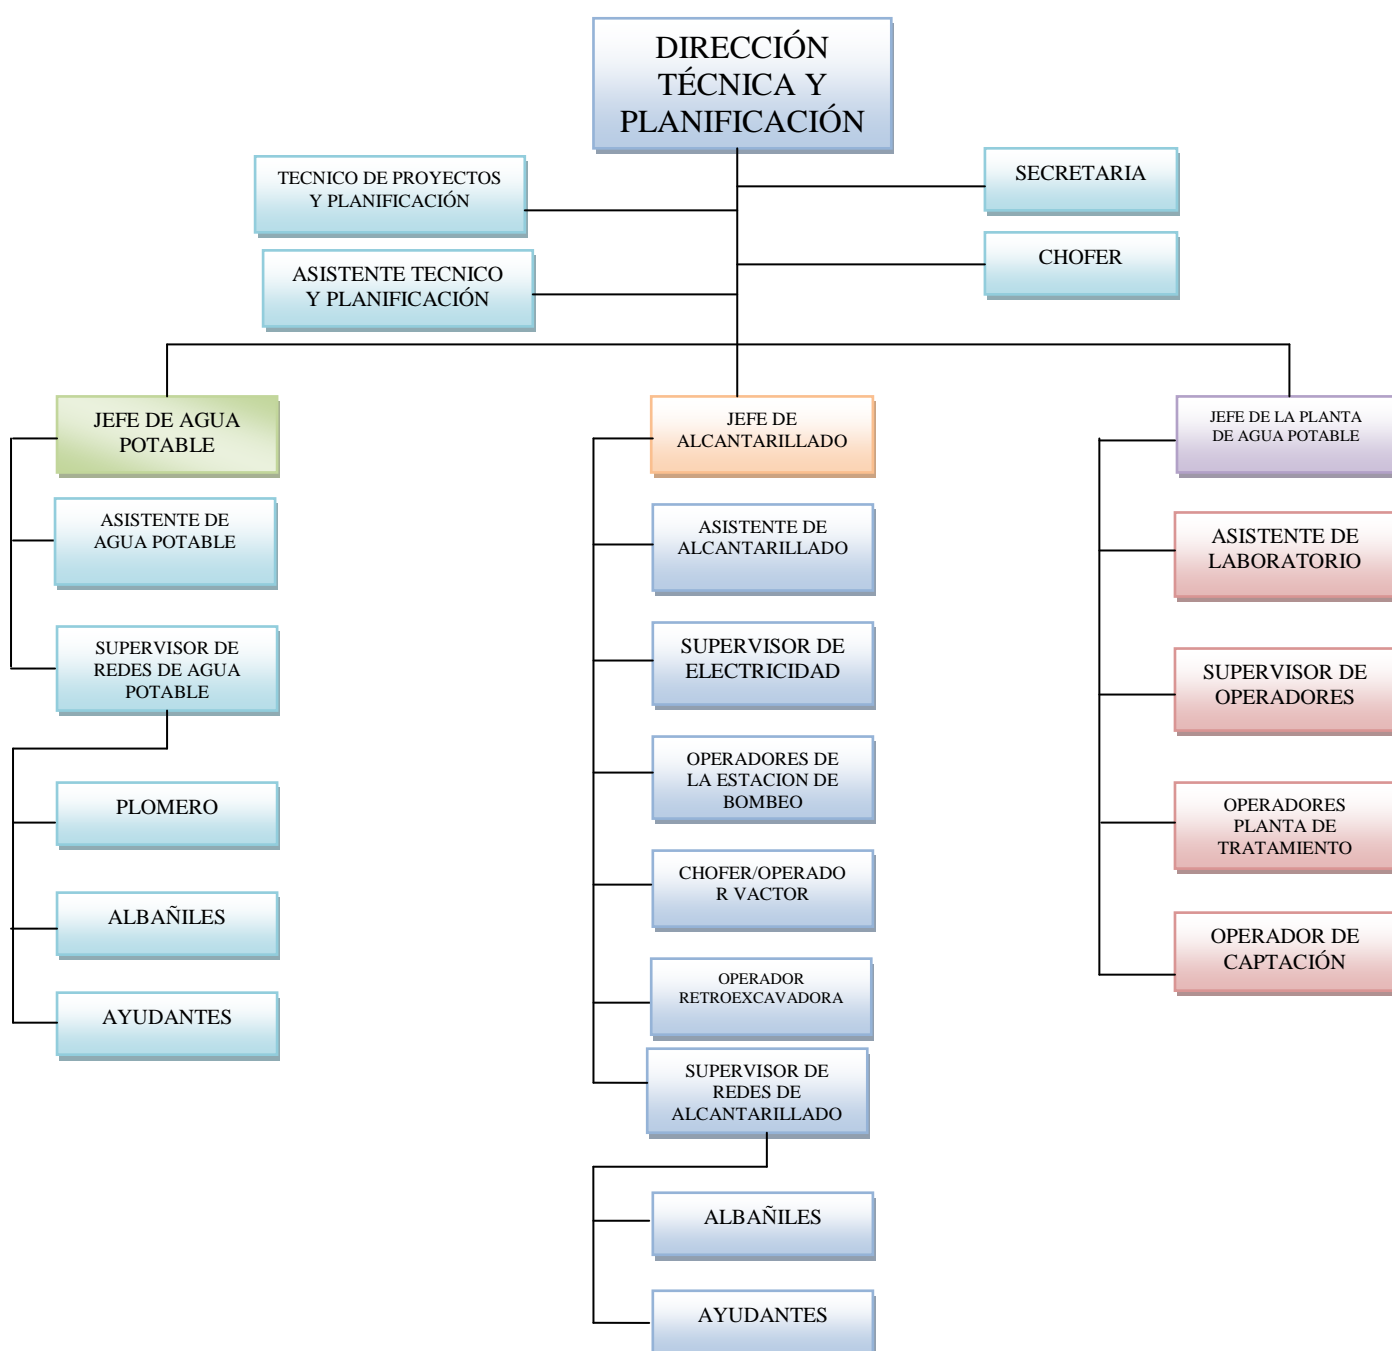 DIRECCIÓN
TÉCNICA Y
PLANIFICACIÓN
TECNICO DE PROYECTOS
Y PLANIFICACIÓN
SECRETARIA
ASISTENTE TECNICO
Y PLANIFICACIÓN
CHOFER
JEFE DE AGUA
POTABLE
ASISTENTE DE
AGUA POTABLE
SUPERVISOR DE
REDES DE AGUA
POTABLE
PLOMERO
ALBAÑILES
AYUDANTES
JEFE DE
ALCANTARILLADO
ASISTENTE DE
ALCANTARILLADO
SUPERVISOR DE
ELECTRICIDAD
OPERADORES DE
LA ESTACION DE
BOMBEO
CHOFER/OPERADO
R VACTOR
OPERADOR
RETROEXCAVADORA
SUPERVISOR DE
REDES DE
ALCANTARILLADO
ALBAÑILES
AYUDANTES
JEFE DE LA PLANTA
DE AGUA POTABLE
ASISTENTE DE
LABORATORIO
SUPERVISOR DE
OPERADORES
OPERADORES
PLANTA DE
TRATAMIENTO
OPERADOR DE
CAPTACIÓN